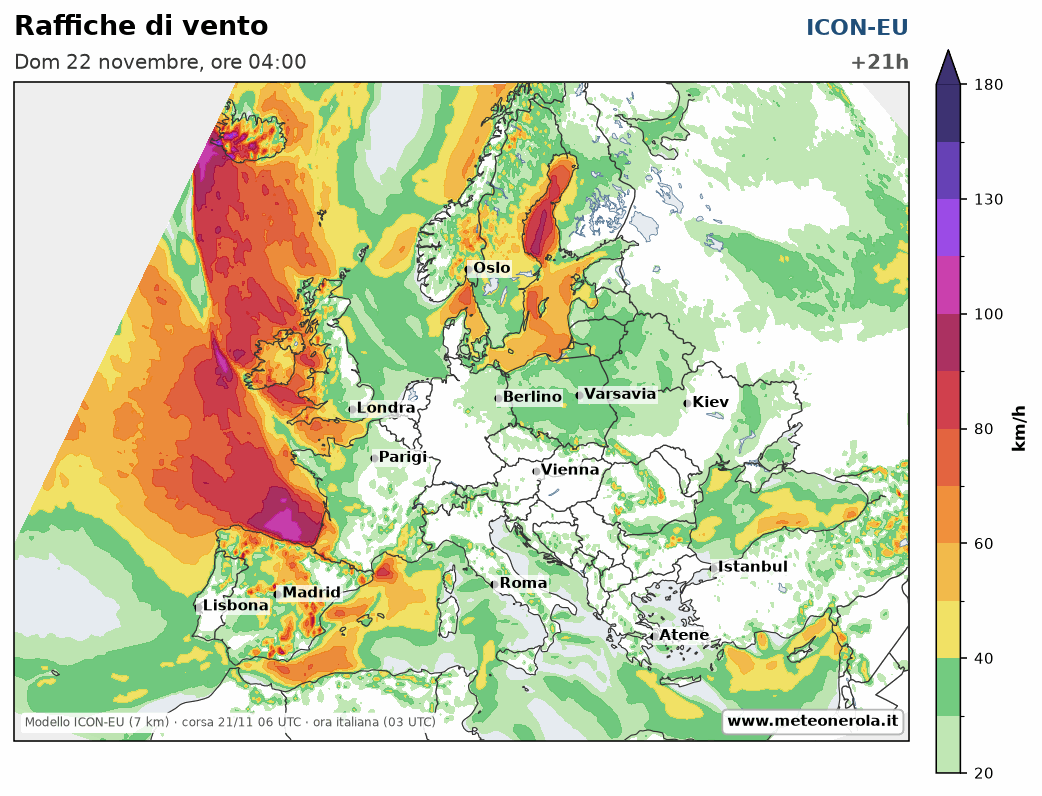 Raffiche di vento
ICON-EU
Dom 22 novembre, ore 04:00
+21h
180
130
100
80
60
40
20
km/h
Oslo
Berlino
Varsavia
Kiev
Londra
Parigi
Vienna
Istanbul
Roma
Madrid
Lisbona
Atene
Modello ICON-EU (7 km) · corsa 21/11 06 UTC · ora italiana (03 UTC)
www.meteonerola.it